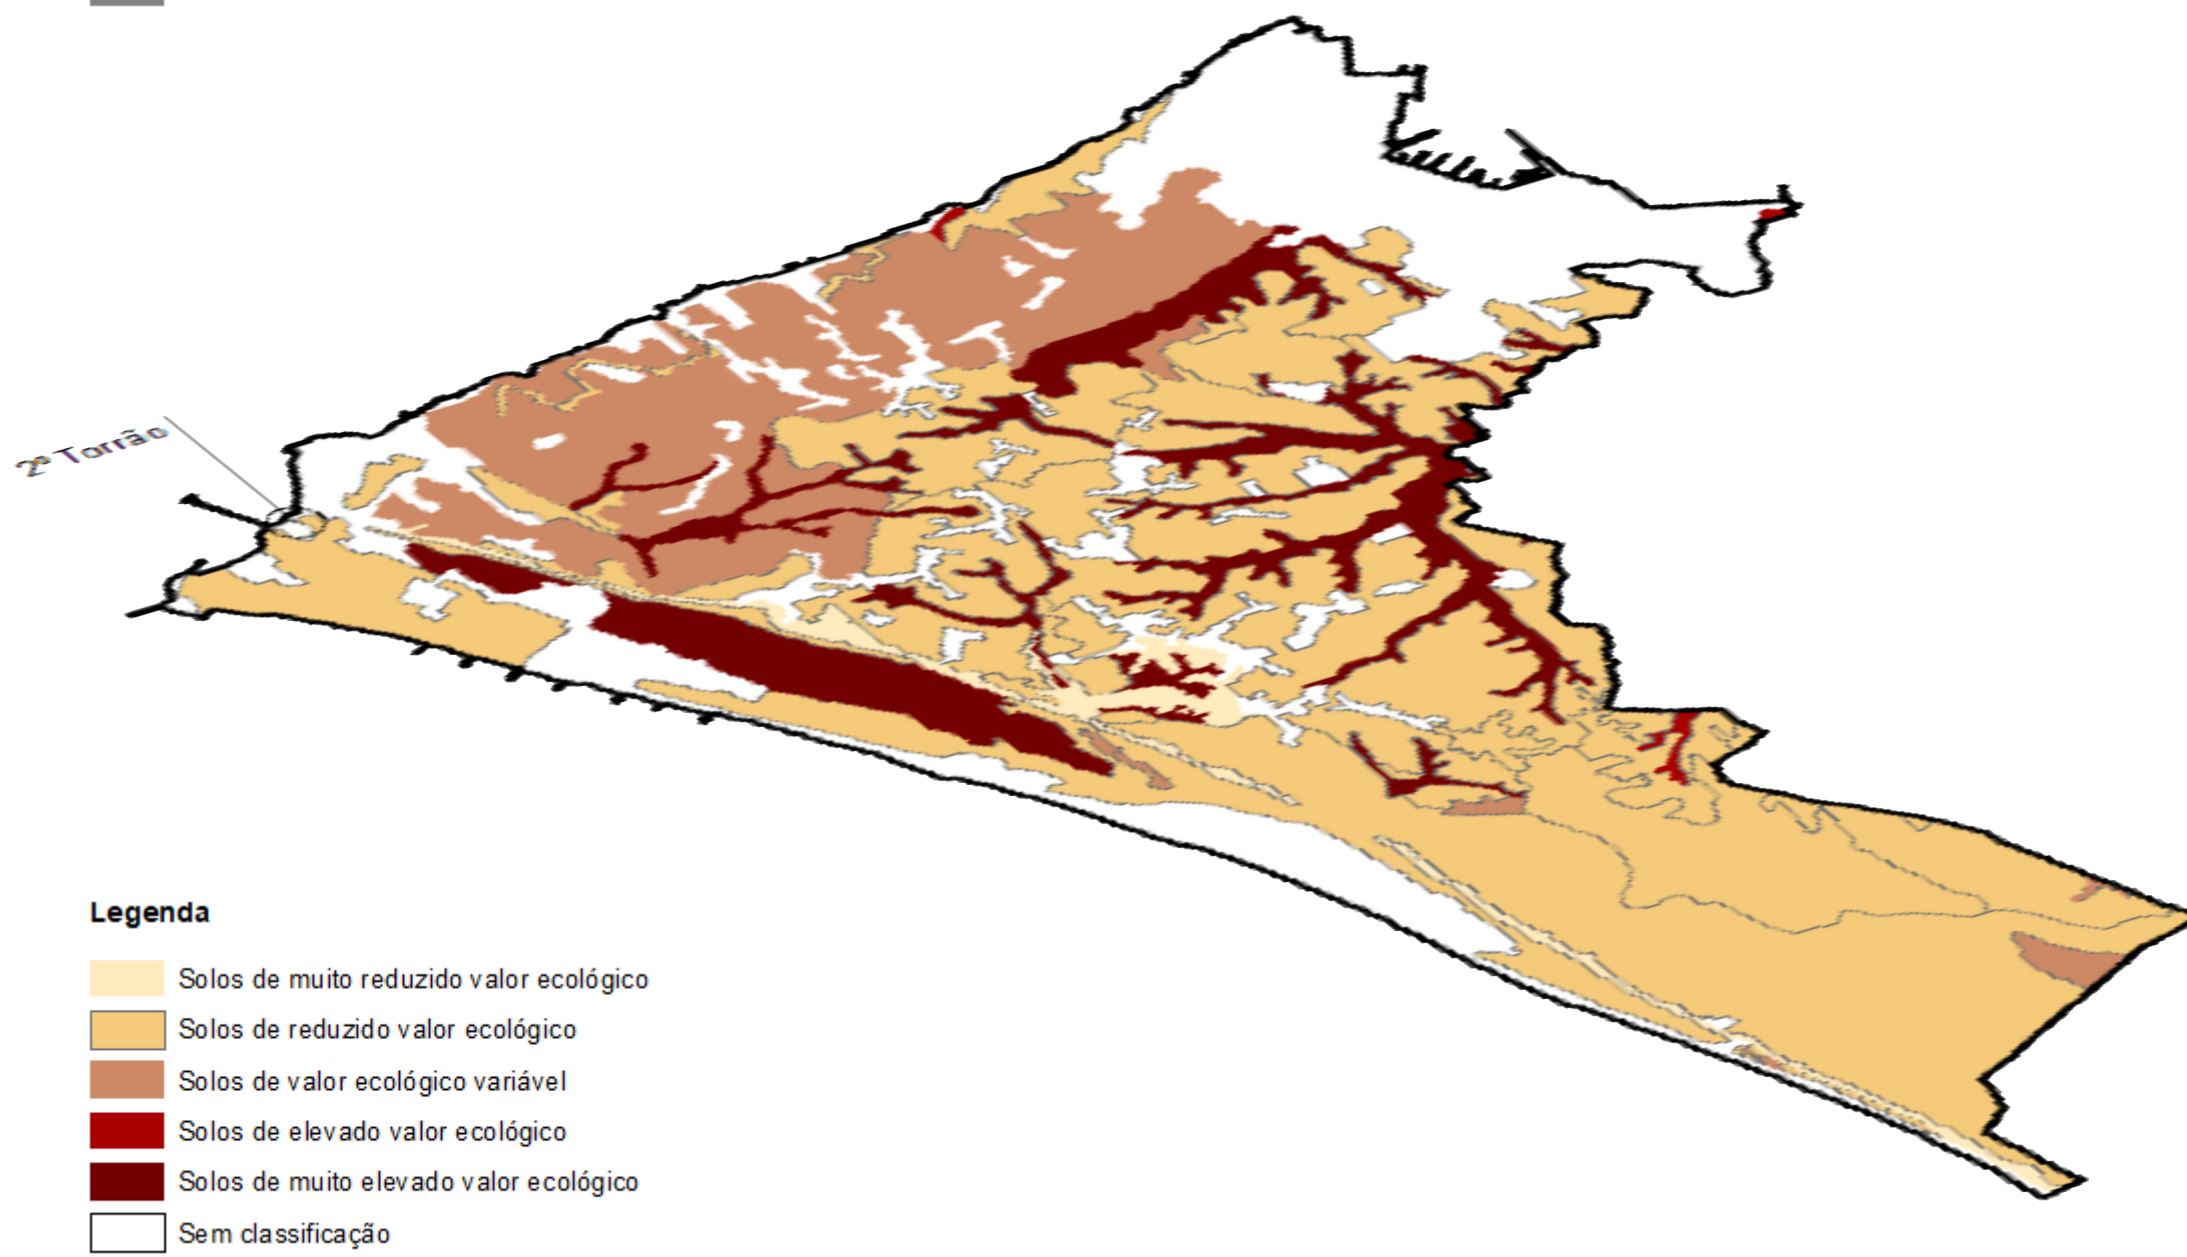 2º Torrão
Legenda
Solos de muito reduzido valor ecológico
Solos de reduzido valor ecológico
Solos de valor ecológico variável
Solos de elevado valor ecológico
Solos de muito elevado valor ecológico
Sem classificação